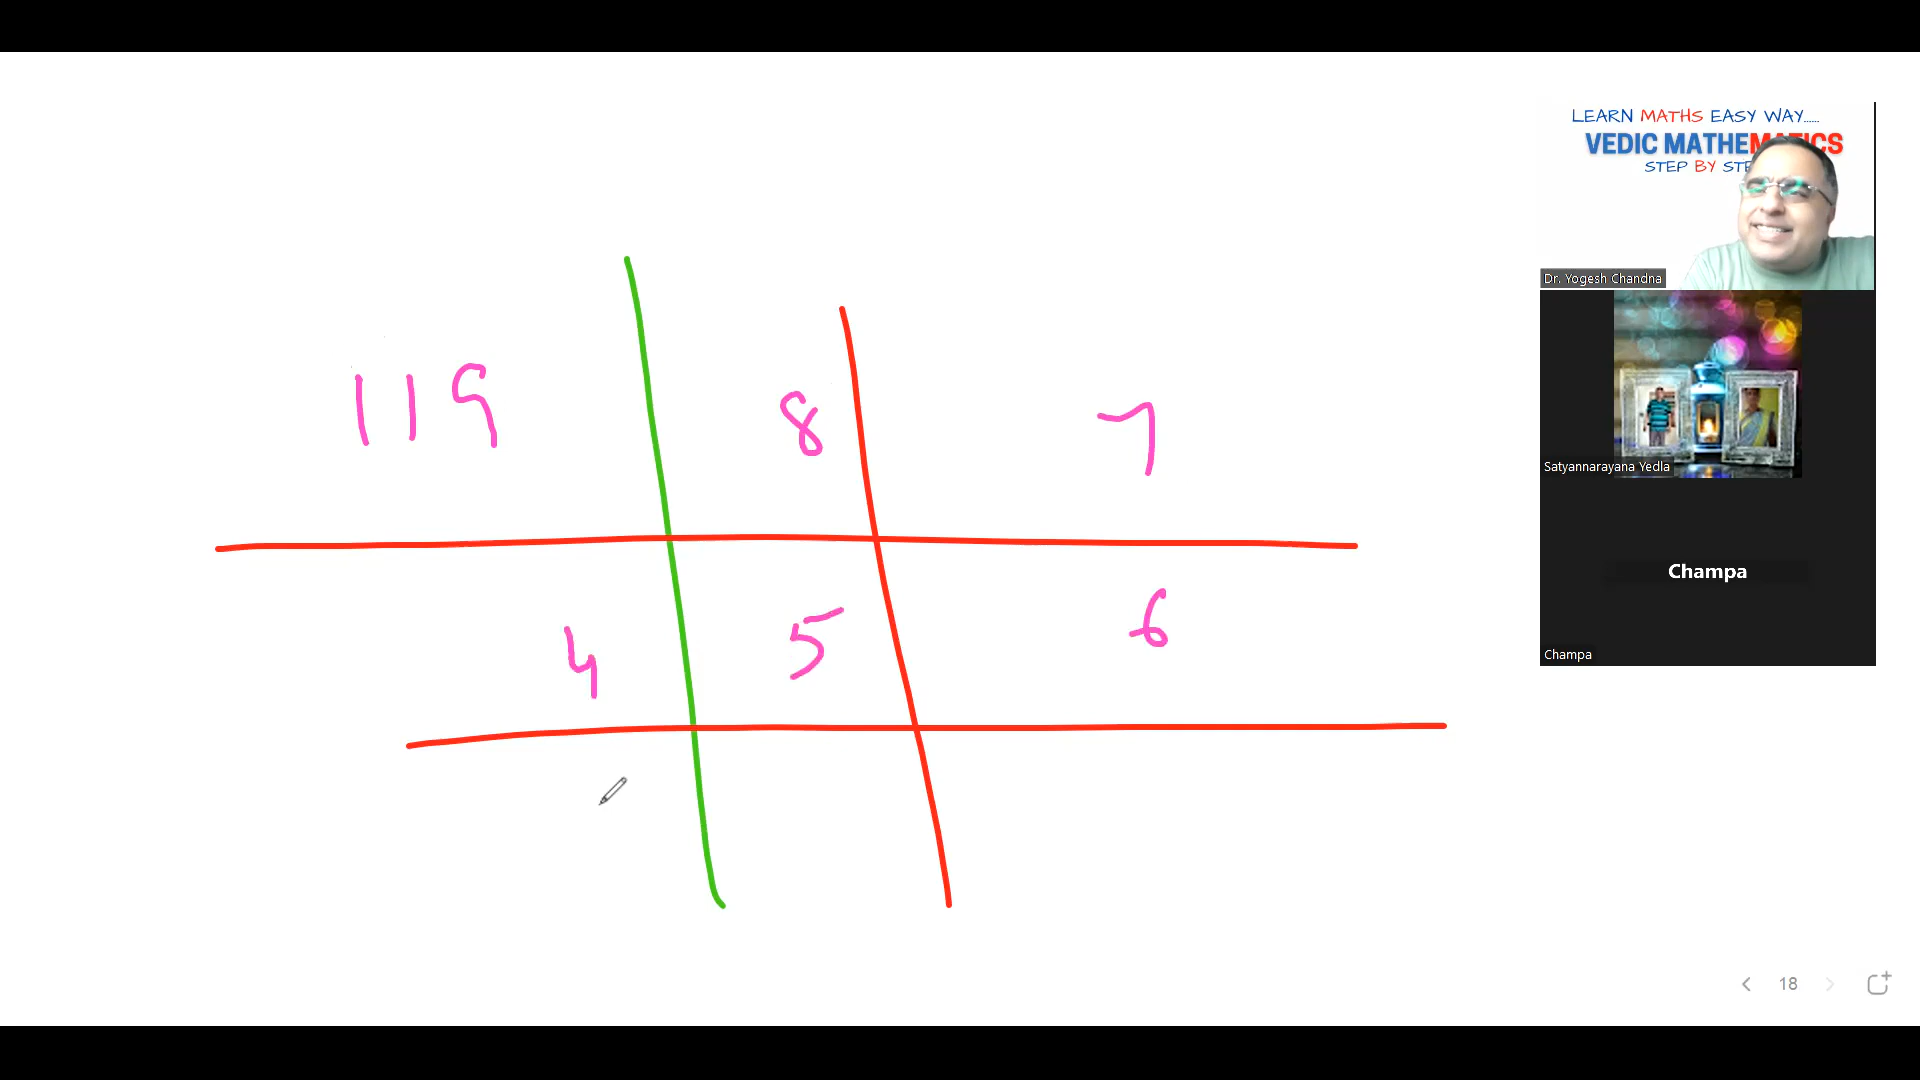 LEARN MATHS EASY WAY......
VEDIC MATHEMATICS
STEP BY STE
Dr. Yogesh Chandna
119 8 7
4 5 6
Satyannarayana Yedla
Champa
Champa
18